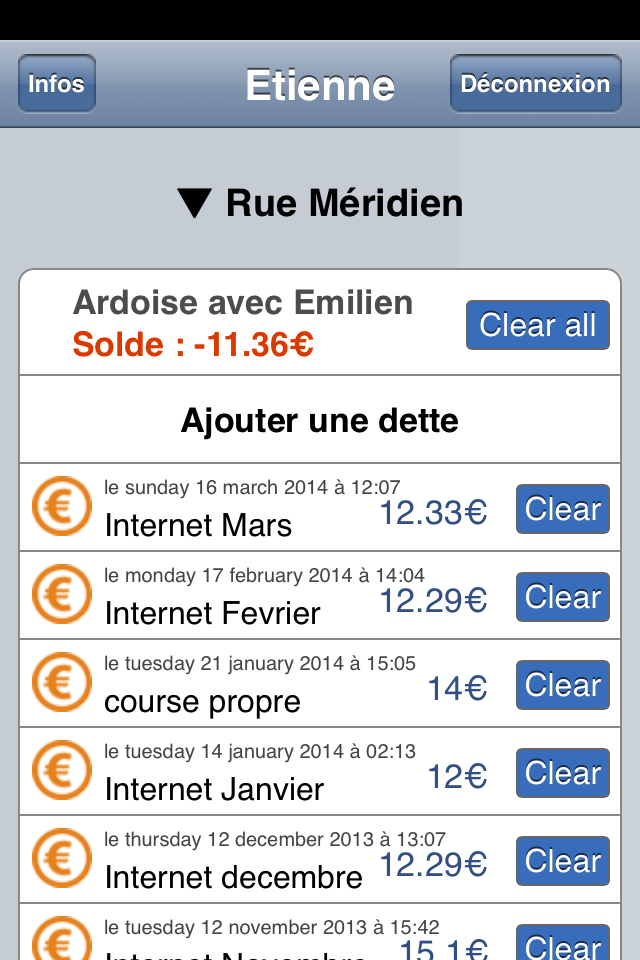 Infos
Etienne
Déconnexion
▼ Rue Méridien
Ardoise avec Emilien
Solde : -11.36€
Clear all
Ajouter une dette
le sunday 16 march 2014 à 12:07
Internet Mars
12.33€
Clear
le monday 17 february 2014 à 14:04
Internet Fevrier
12.29€
Clear
le tuesday 21 january 2014 à 15:05
course propre
14€
Clear
le tuesday 14 january 2014 à 02:13
Internet Janvier
12€
Clear
le thursday 12 december 2013 à 13:07
Internet decembre
12.29€
Clear
le tuesday 12 november 2013 à 15:42
Internet Novembre
15.1€
Clear